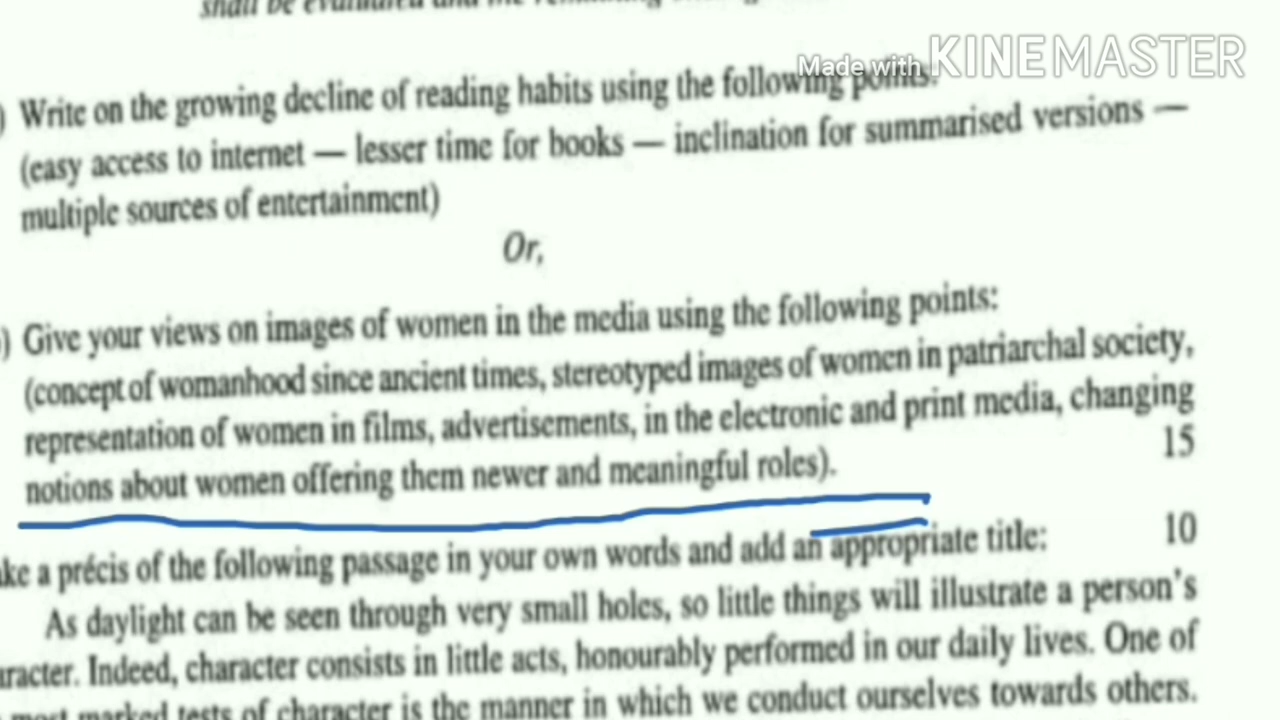 shall be evaluated and the remaining
Made with KINEMASTER
) Write on the growing decline of reading habits using the following points:
(easy access to internet — lesser time for books — inclination for summarised versions —
multiple sources of entertainment)
Or,
) Give your views on images of women in the media using the following points:
(concept of womanhood since ancient times, stereotyped images of women in patriarchal society,
representation of women in films, advertisements, in the electronic and print media, changing
notions about women offering them newer and meaningful roles). 15
ake a précis of the following passage in your own words and add an appropriate title: 10
As daylight can be seen through very small holes, so little things will illustrate a person's
aracter. Indeed, character consists in little acts, honourably performed in our daily lives. One of
most marked tests of character is the manner in which we conduct ourselves towards others.